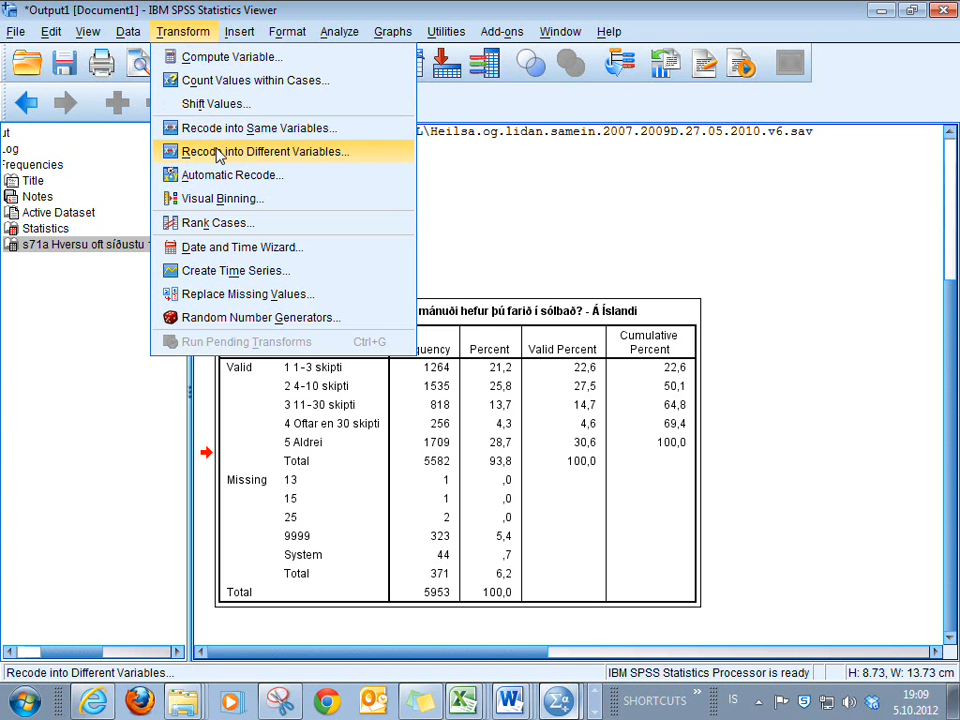 *Output1 [Document1] - IBM SPSS Statistics Viewer
File Edit View Data Transform Insert Format Analyze Graphs Utilities Add-ons Window Help
Compute Variable...
Count Values within Cases...
Shift Values...
Recode into Same Variables...
Recode into Different Variables...
Automatic Recode...
Visual Binning...
Rank Cases...
Date and Time Wizard...
Create Time Series...
Replace Missing Values...
Random Number Generators...
Run Pending Transforms Ctrl+G
ut
.og
requencies
Title
Notes
Active Dataset
Statistics
s71a Hversu oft síðustu 1
L\Heilsa.og.lidan.samein.2007.2009D.27.05.2010.v6.sav
mánuði hefur þú farið í sólbað? - Á Íslandi
quency Percent Valid Percent Cumulative Percent
Valid 1 1-3 skipti 1264 21,2 22,6 22,6
2 4-10 skipti 1535 25,8 27,5 50,1
3 11-30 skipti 818 13,7 14,7 64,8
4 Oftar en 30 skipti 256 4,3 4,6 69,4
5 Aldrei 1709 28,7 30,6 100,0
Total 5582 93,8 100,0
Missing 13 1 ,0
15 1 ,0
25 2 ,0
9999 323 5,4
System 44 ,7
Total 371 6,2
Total 5953 100,0
Recode into Different Variables... IBM SPSS Statistics Processor is ready H: 8.73, W: 13.73 cm
SHORTCUTS IS 19:09
5.10.2012